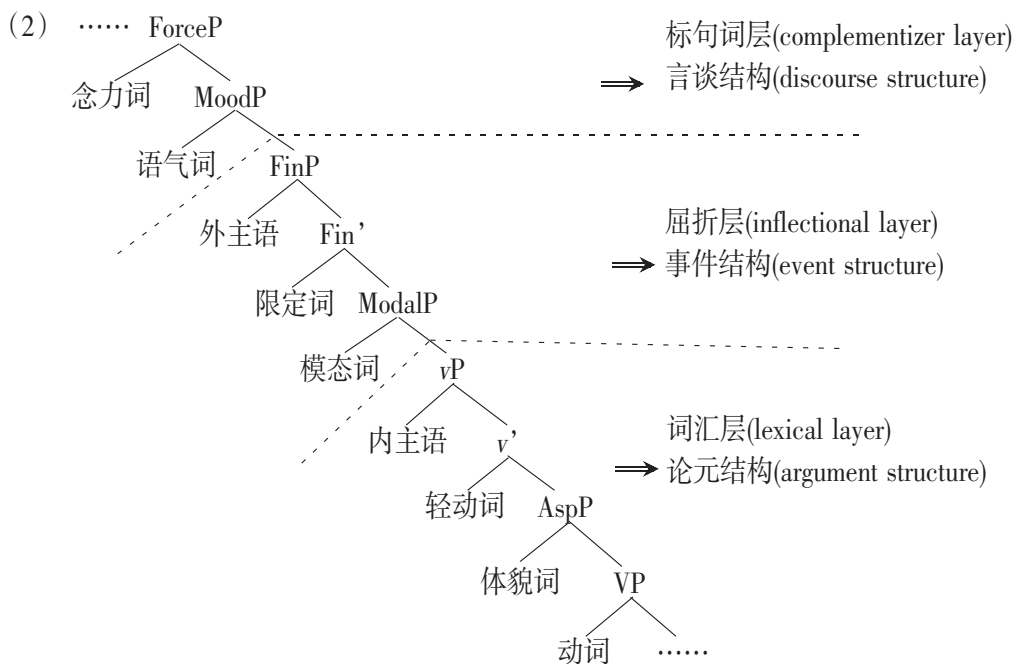 (2) …… ForceP
标句词层(complementizer layer)
念力词 MoodP
⇒ 言谈结构(discourse structure)
语气词 FinP
外主语 Fin’
屈折层(inflectional layer)
⇒ 事件结构(event structure)
限定词 ModalP
模态词 vP
内主语 v’
词汇层(lexical layer)
⇒ 论元结构(argument structure)
轻动词 AspP
体貌词 VP
动词 ……